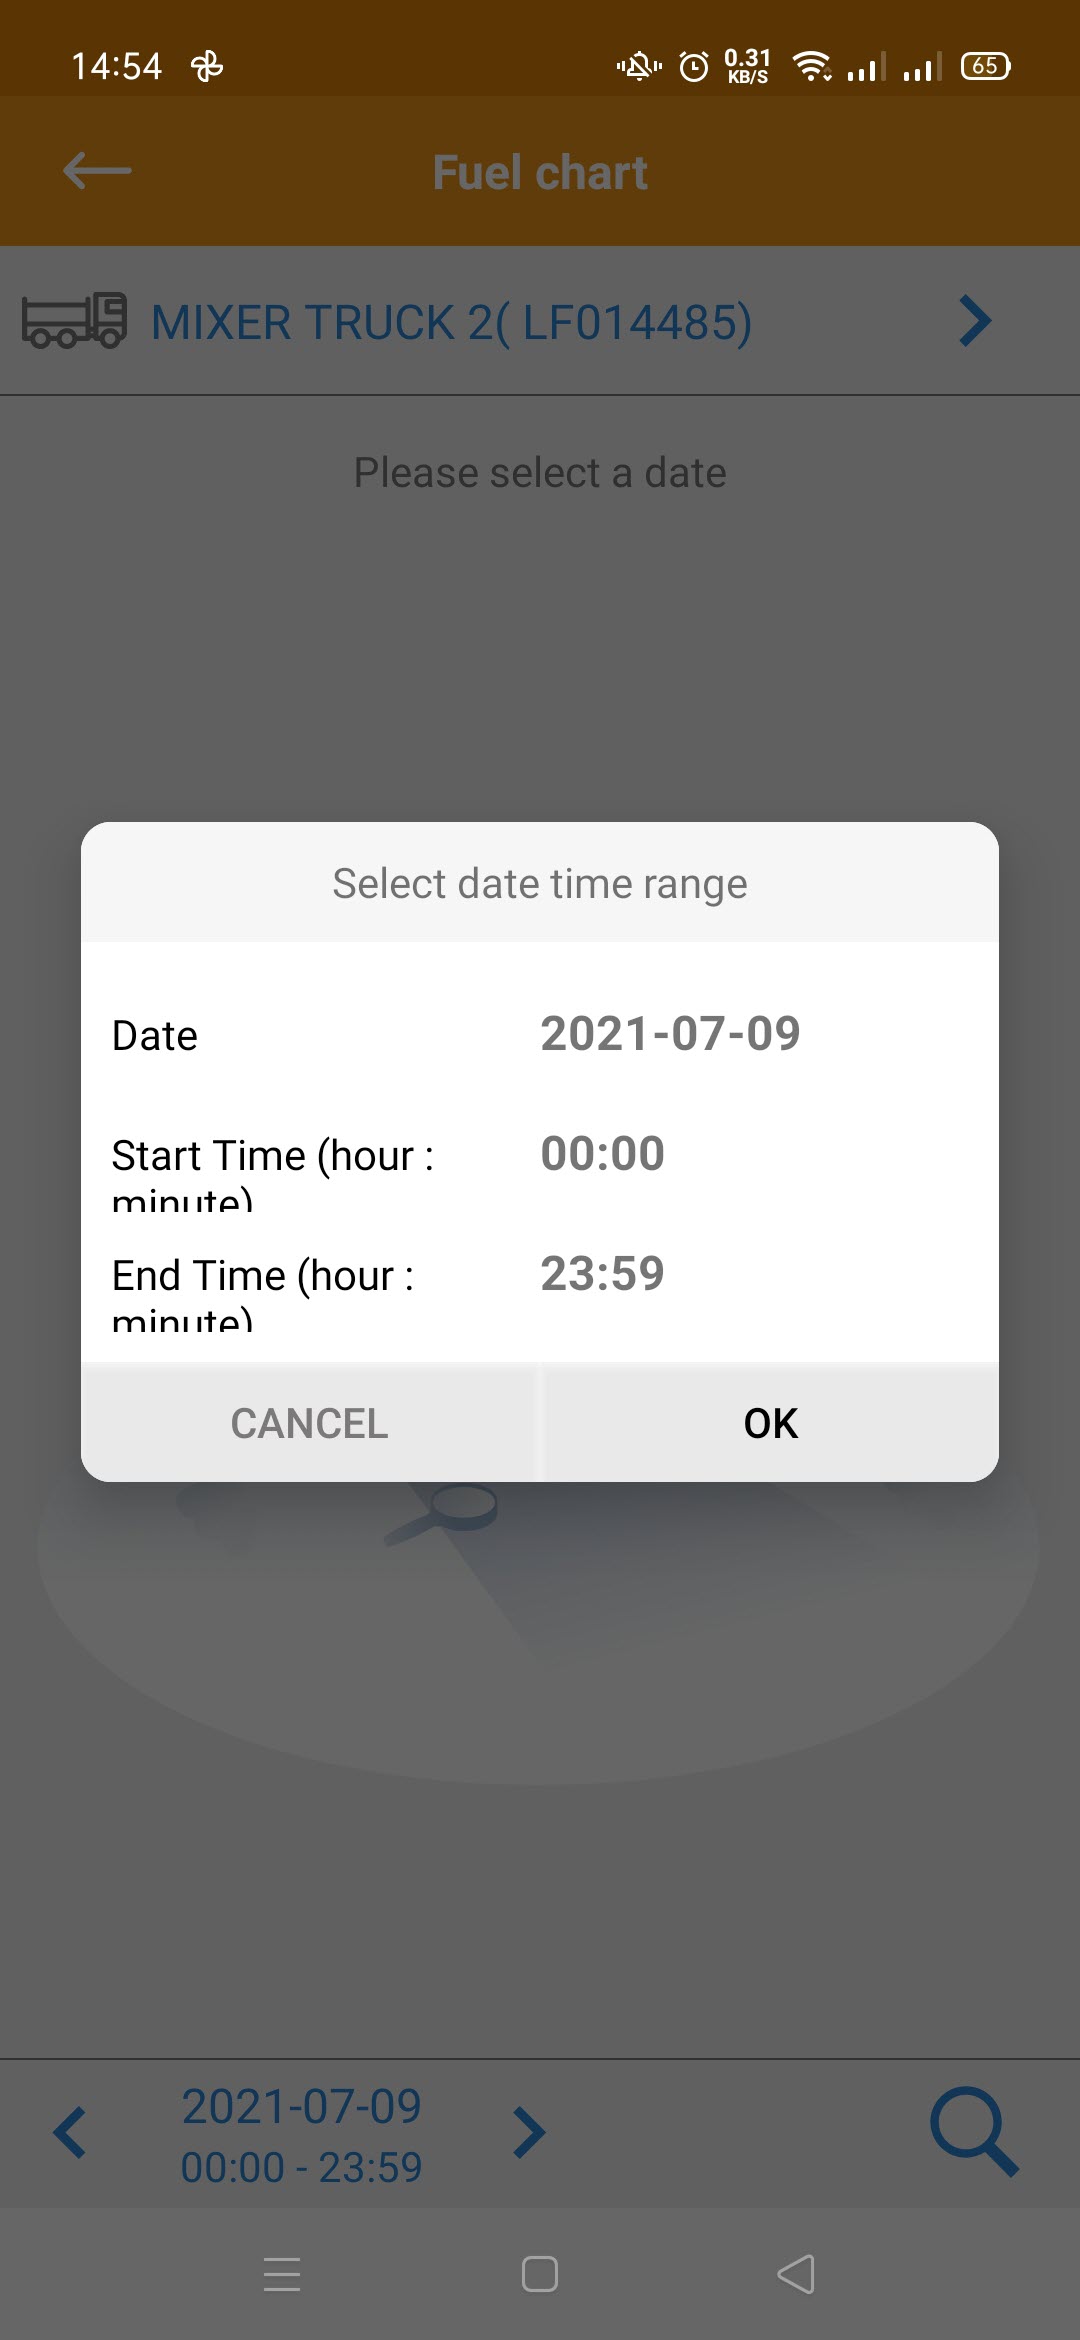 14:54
0.31
KB/S
65
Fuel chart
MIXER TRUCK 2( LF014485)
Please select a date
Select date time range
Date 2021-07-09
Start Time (hour : 00:00
minute)
End Time (hour : 23:59
minute)
CANCEL OK
2021-07-09
00:00 - 23:59